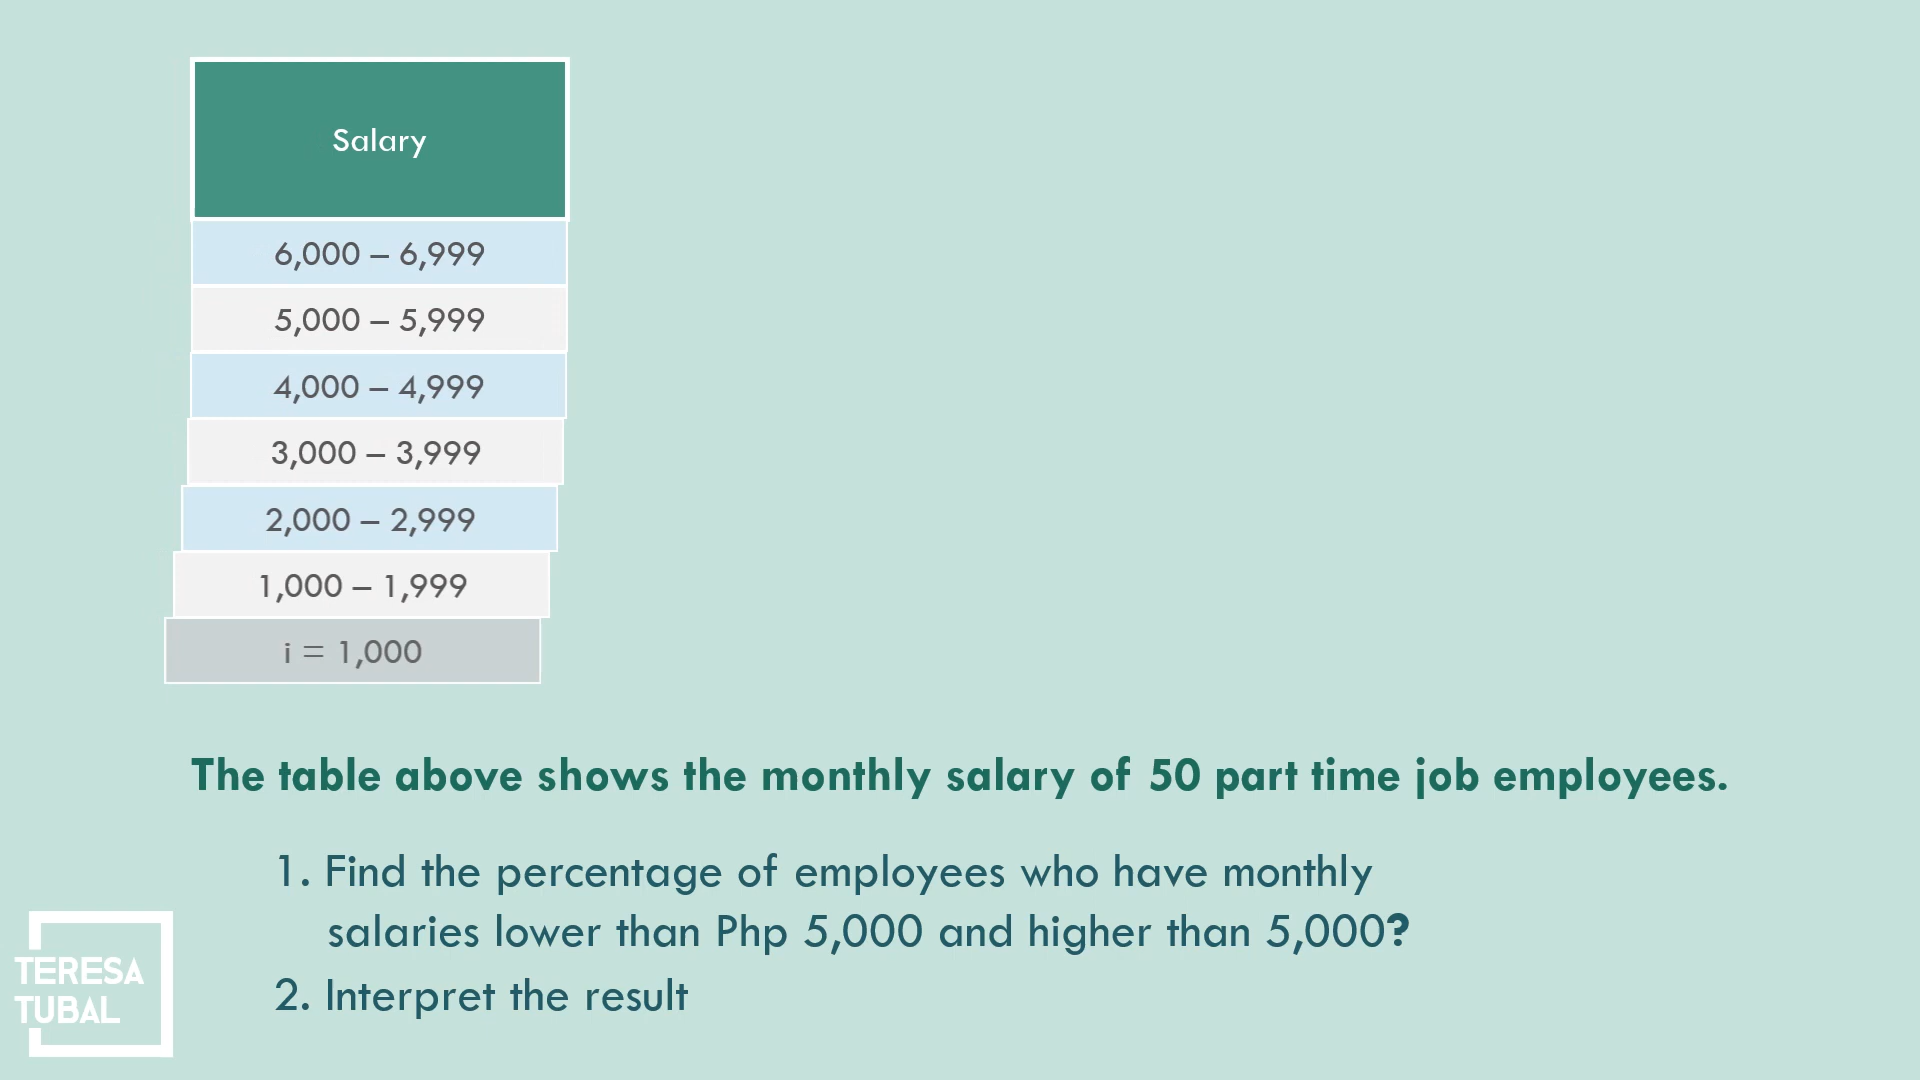 Salary
6,000 – 6,999
5,000 – 5,999
4,000 – 4,999
3,000 – 3,999
2,000 – 2,999
1,000 – 1,999
i = 1,000
The table above shows the monthly salary of 50 part time job employees.
1. Find the percentage of employees who have monthly
salaries lower than Php 5,000 and higher than 5,000?
2. Interpret the result
TERESA
TUBAL